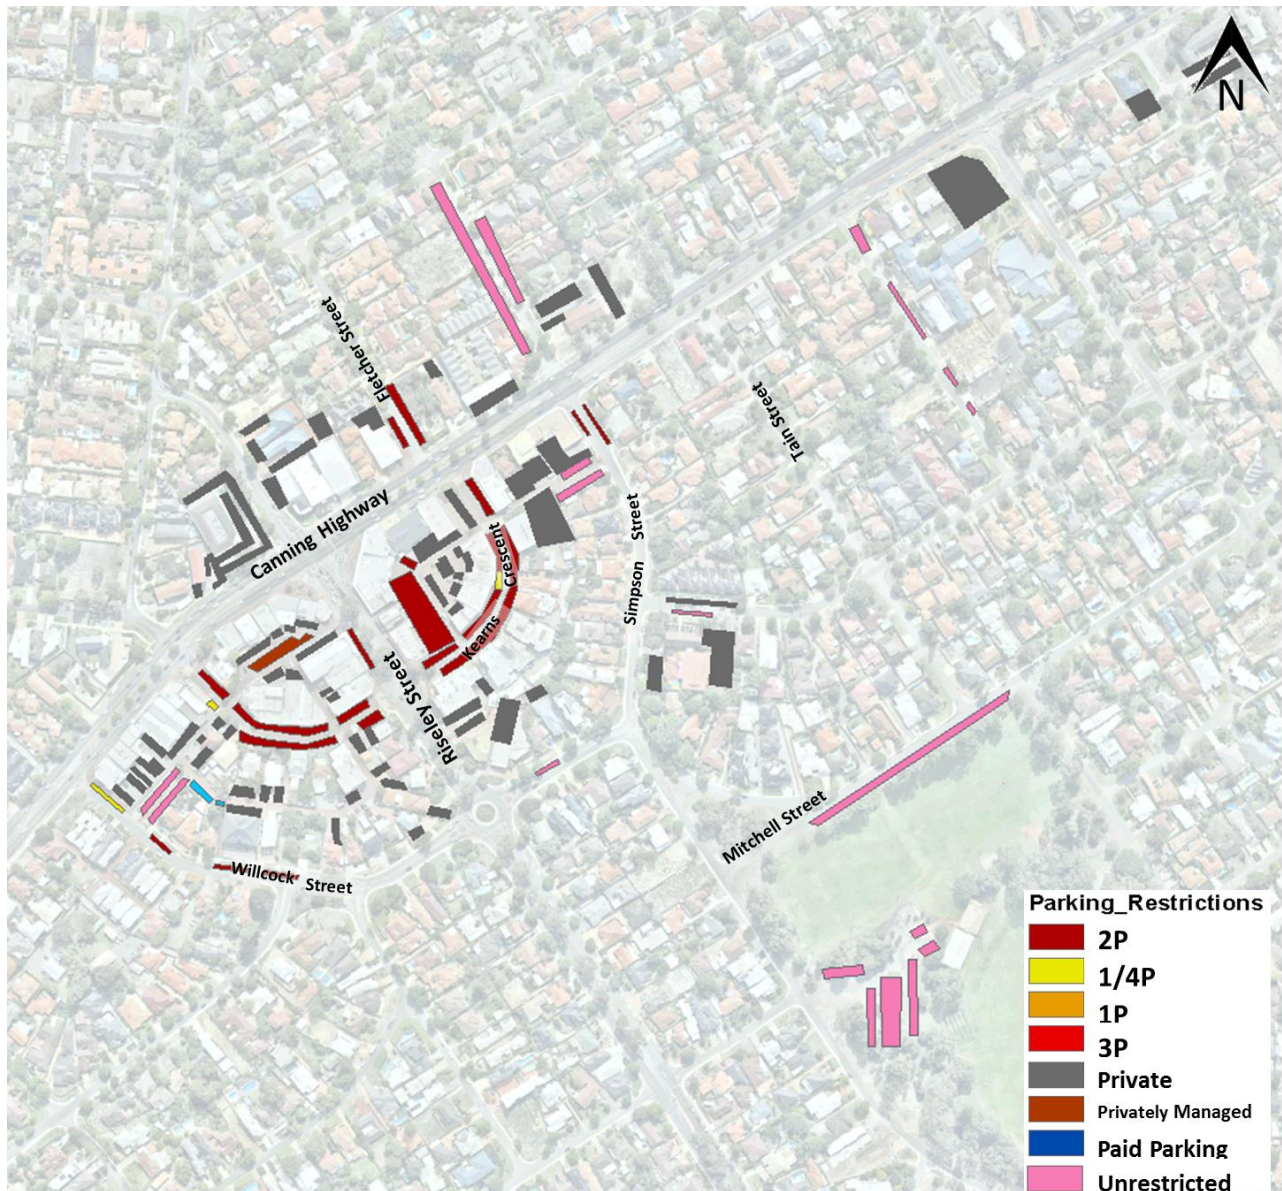 N
Fletcher Street
Tain Street
Canning Highway
Crescent
Kearns
Simpson Street
Riseley Street
Mitchell Street
Willcock Street
Parking_Restrictions
2P
1/4P
1P
3P
Private
Privately Managed
Paid Parking
Unrestricted